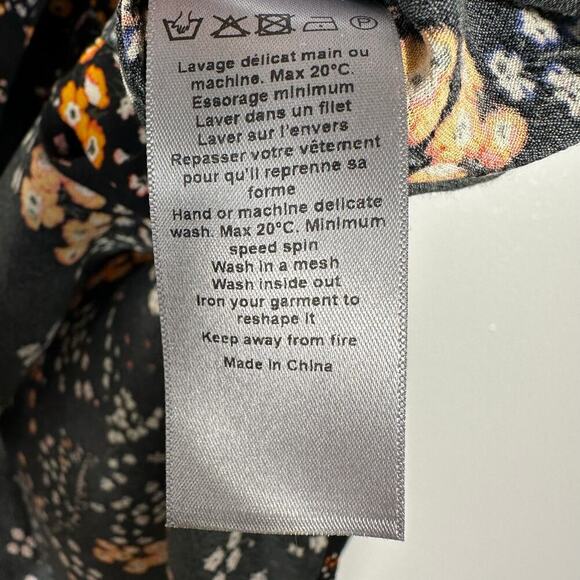 P
Lavage délicat main ou
machine. Max 20°C.
Essorage minimum
Laver dans un filet
Laver sur l'envers
Repasser votre vêtement
pour qu'il reprenne sa
forme
Hand or machine delicate
wash. Max 20°C. Minimum
speed spin
Wash in a mesh
Wash inside out
Iron your garment to
reshape it
Keep away from fire
Made in China